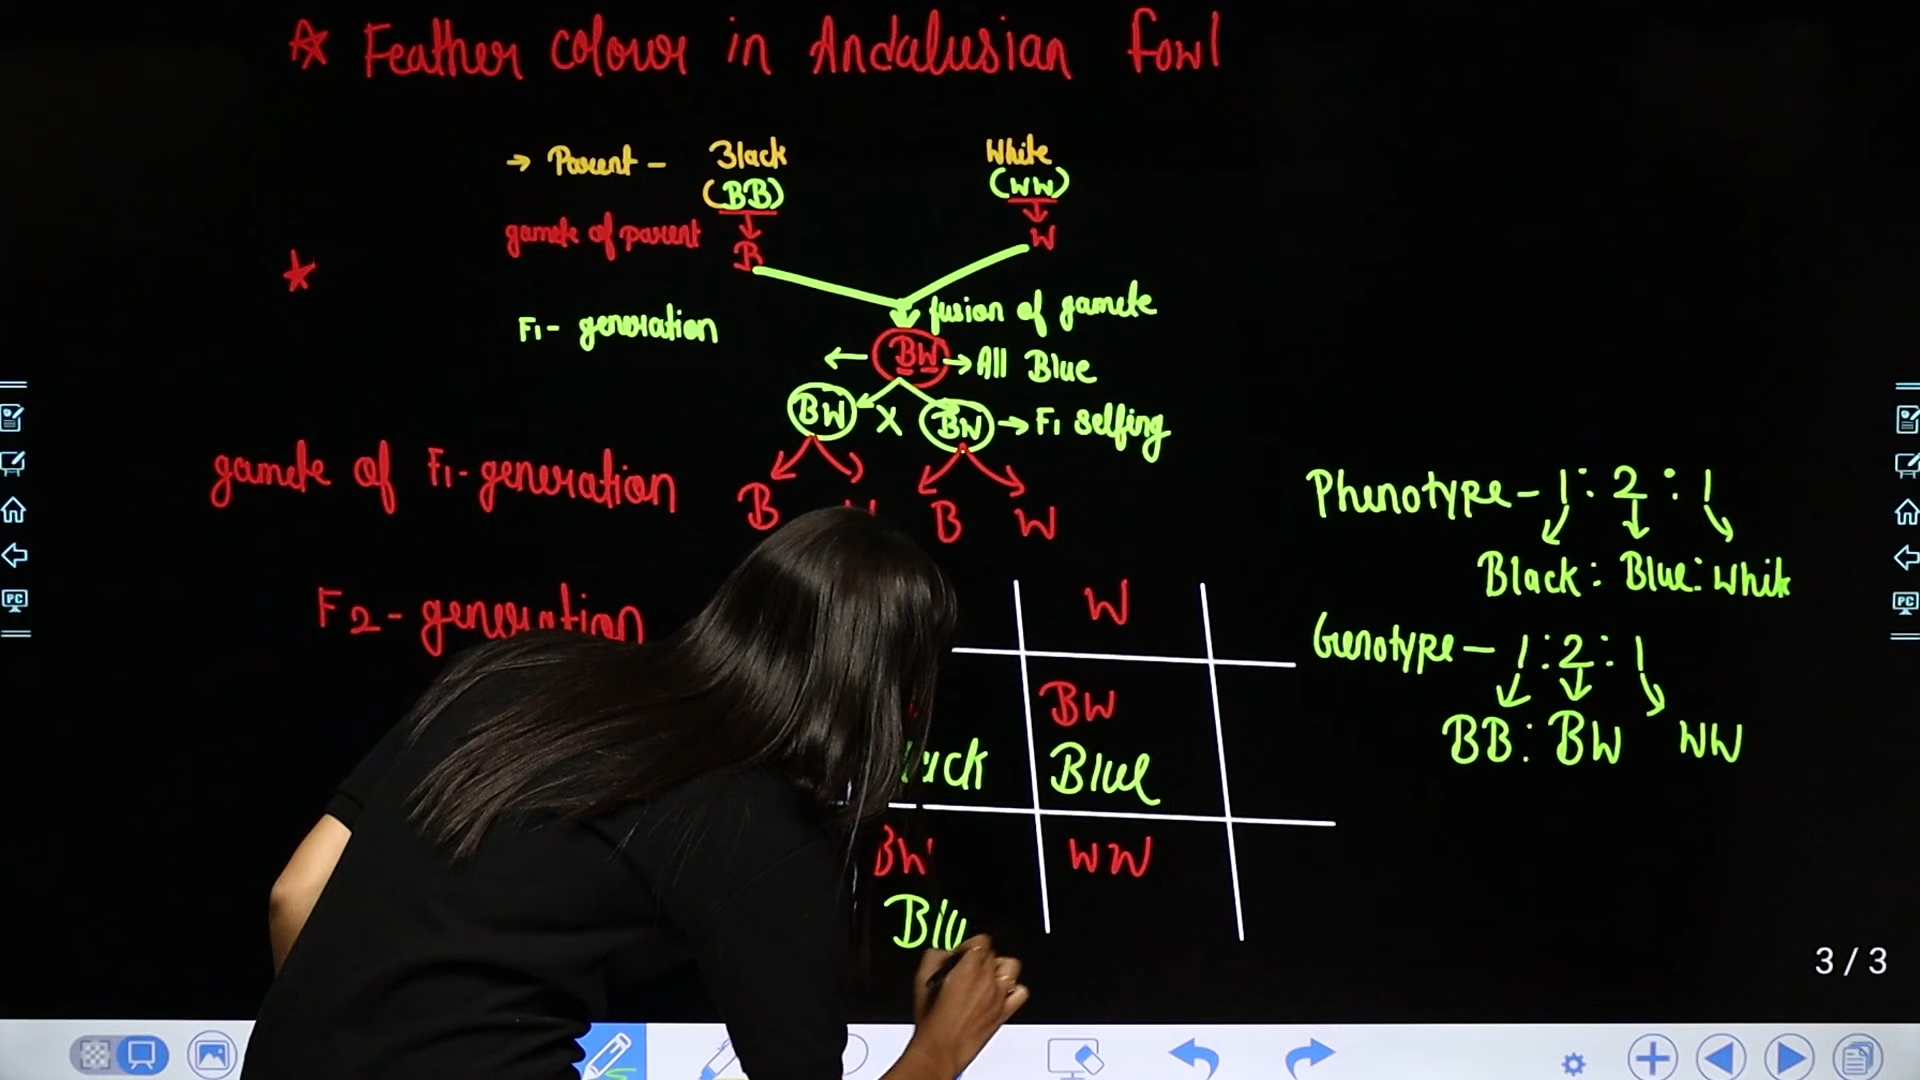 Feather colour in Andalusian fowl
→ Parent - Black White
(BB) (WW)
gamete of parent B W
fusion of gamete
F1- generation
BW → All Blue
BW X BW → F1 selfing
gamete of F1-generation
B B W
Phenotype - 1 : 2 : 1
Black : Blue : White
F2 - generation
W
Genotype - 1 : 2 : 1
BB : BW WW
BW
Blue
BW WW
3 / 3
PC
PC